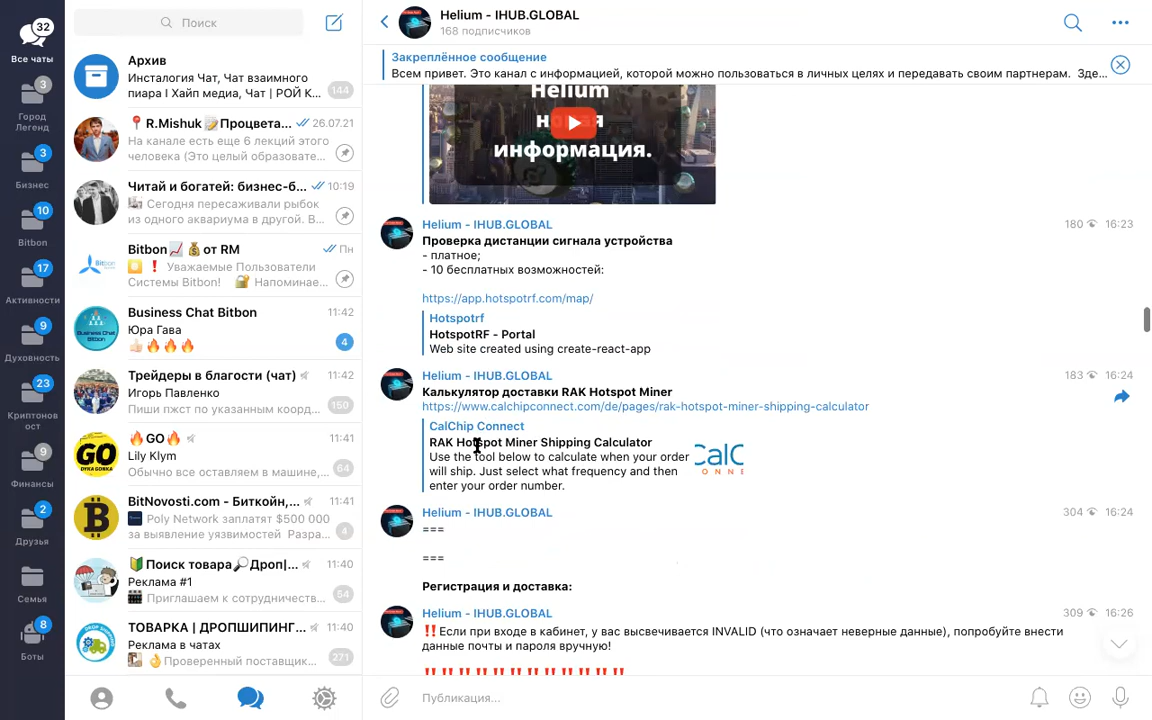 32
Все чаты
3
Город
Легенд
3
Бизнес
10
Bitbon
17
Активности
9
Духовность
23
Криптонов
ост
9
Финансы
2
Друзья
Семья
8
Боты
Поиск
Архив
Инсталогия Чат, Чат взаимного
пиара I Хайп медиа, Чат | РОЙ К...
144
📍 R.Mishuk 📝Процвета...
26.07.21
На канале есть еще 6 лекций этого
человека (Это целый образовате...
Читай и богатей: бизнес-б...
10:19
Сегодня пересаживали рыбок
из одного аквариума в другой. В...
Bitbon📈 💰от RM
Пн
❗ Уважаемые Пользователи
Системы Bitbon! 🔐 Напоминае...
Business Chat Bitbon
11:42
Юра Гава
👍🏻🔥🔥🔥
4
Трейдеры в благости (чат)
11:42
Игорь Павленко
Пиши пжст по указанным коорд...
150
🔥GO🔥
11:41
Lily Klym
Обычно все оставляем в машине,...
64
BitNovosti.com - Биткойн,...
11:41
Poly Network заплатят $500 000
за выявление уязвимостей Разра...
4
🔰Поиск товара🔎Дроп|...
11:40
Реклама #1
Приглашаем к сотрудничеств...
54
ТОВАРКА | ДРОПШИПИНГ...
11:40
Реклама в чатах
👌Проверенный поставщик...
271
Helium - IHUB.GLOBAL
168 подписчиков
Закреплённое сообщение
Всем привет. Это канал с информацией, которой можно пользоваться в личных целях и передавать своим партнерам. Зде...
Helium
новая
информация.
Helium - IHUB.GLOBAL
180 16:23
Проверка дистанции сигнала устройства
- платное;
- 10 бесплатных возможностей:
https://app.hotspotrf.com/map/
Hotspotrf
HotspotRF - Portal
Web site created using create-react-app
Helium - IHUB.GLOBAL
183 16:24
Калькулятор доставки RAK Hotspot Miner
https://www.calchipconnect.com/de/pages/rak-hotspot-miner-shipping-calculator
CalChip Connect
RAK Hotspot Miner Shipping Calculator
Use the tool below to calculate when your order
will ship. Just select what frequency and then
enter your order number.
CalC
ONNE
Helium - IHUB.GLOBAL
304 16:24
===
===
Регистрация и доставка:
Helium - IHUB.GLOBAL
309 16:26
‼️Если при входе в кабинет, у вас высвечивается INVALID (что означает неверные данные), попробуйте внести
данные почты и пароля вручную!
Публикация...